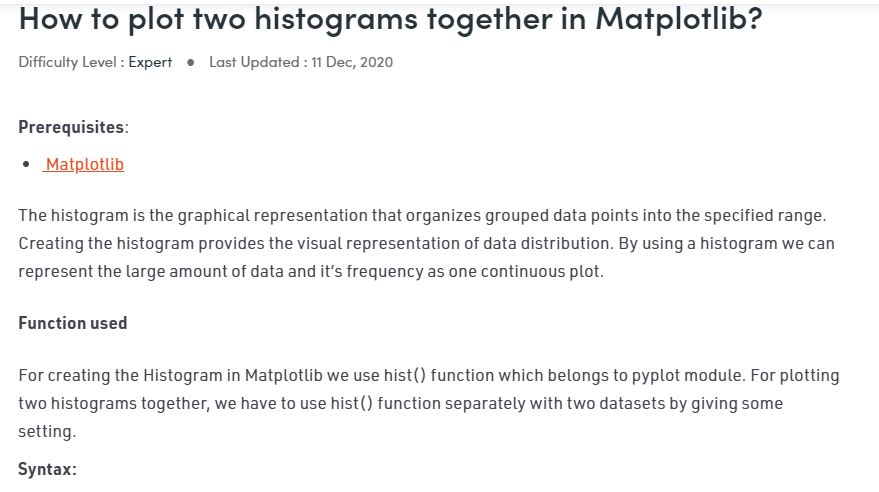 How to plot two histograms together in Matplotlib?
Difficulty Level : Expert ● Last Updated : 11 Dec, 2020
Prerequisites:
• Matplotlib
The histogram is the graphical representation that organizes grouped data points into the specified range.
Creating the histogram provides the visual representation of data distribution. By using a histogram we can
represent the large amount of data and it's frequency as one continuous plot.
Function used
For creating the Histogram in Matplotlib we use hist() function which belongs to pyplot module. For plotting
two histograms together, we have to use hist() function separately with two datasets by giving some
setting.
Syntax: